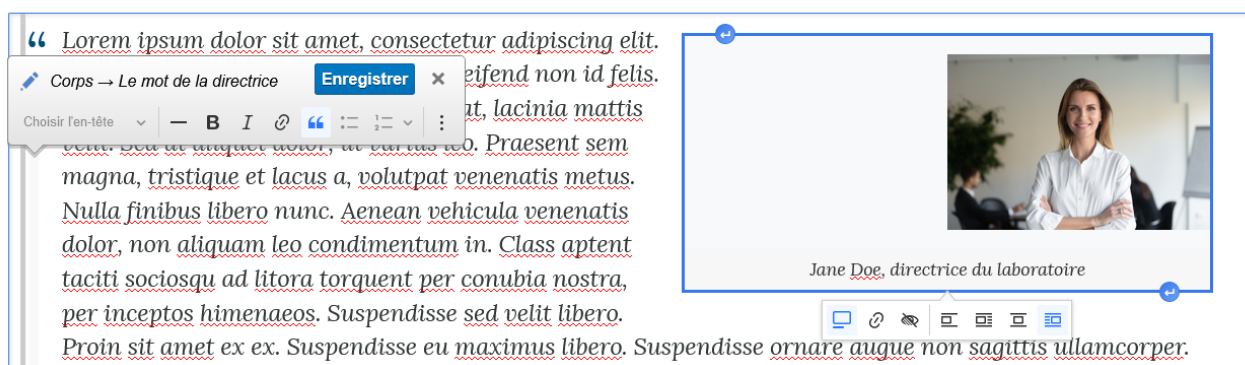 “ Lorem ipsum dolor sit amet, consectetur adipiscing elit.
Corps → Le mot de la directrice
Enregistrer
eifend non id felis.
Choisir l'en-tête
B I
at, lacinia mattis
Praesent sem
magna, tristique et lacus a, volutpat venenatis metus.
Nulla finibus libero nunc. Aenean vehicula venenatis
dolor, non aliquam leo condimentum in. Class aptent
taciti sociosqu ad litora torquent per conubia nostra,
per inceptos himenaeos. Suspendisse sed velit libero.
Proin sit amet ex ex. Suspendisse eu maximus libero. Suspendisse ornare augue non sagittis ullamcorper.
Jane Doe, directrice du laboratoire